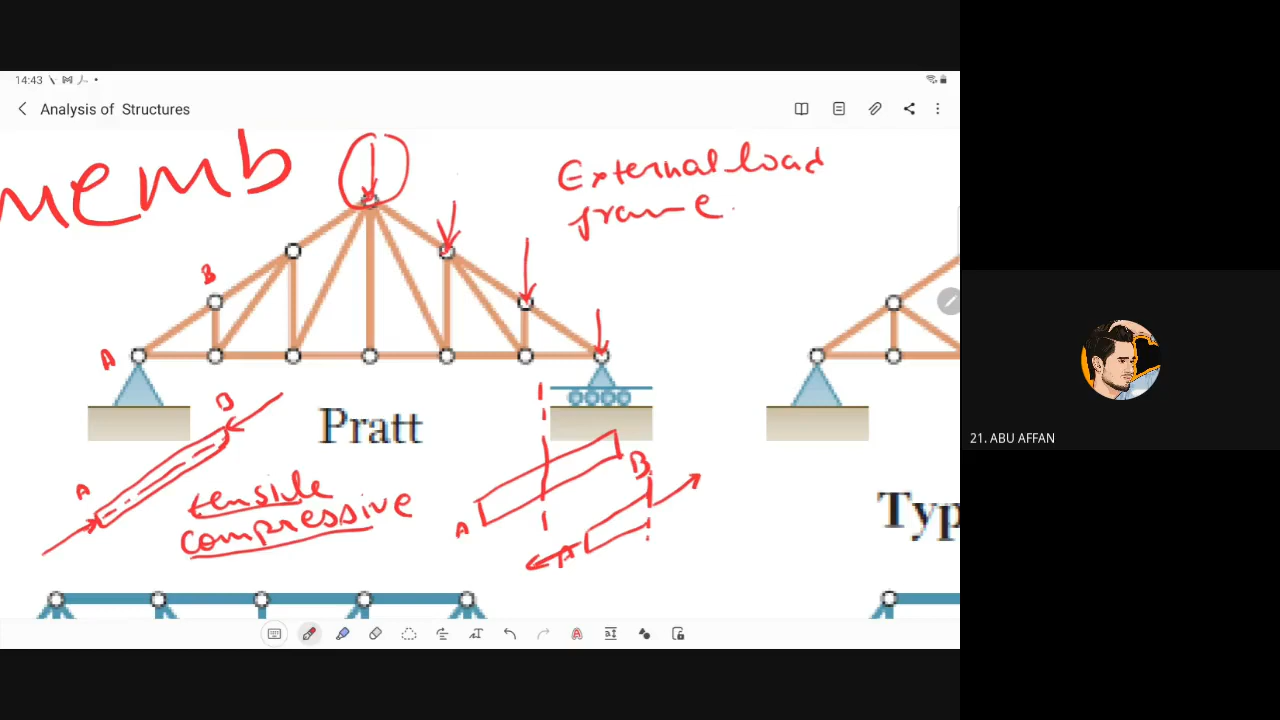 14:43
Analysis of Structures
memb
External load
frame
B
A
B
A
Pratt
tensile
compressive
B
A
A
Typ
21. ABU AFFAN